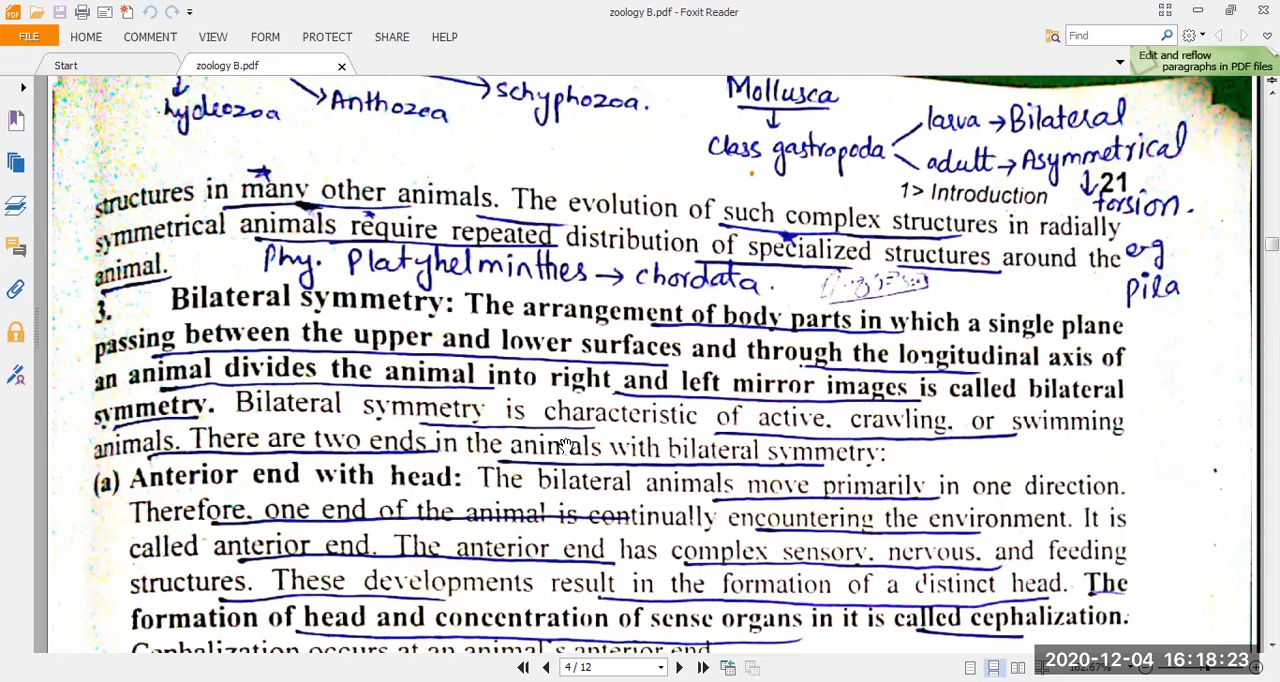 zoology B.pdf - Foxit Reader
FILE HOME COMMENT VIEW FORM PROTECT SHARE HELP
Find
Start zoology B.pdf
Edit and reflow
paragraphs in PDF files
hydrozoa Anthozoa schyphozoa.
Mollusca
class gastropoda
larva → Bilateral
adult → Asymmetrical
torsion.
1> Introduction 21
structures in many other animals. The evolution of such complex structures in radially
symmetrical animals require repeated distribution of specialized structures around the
animal.
erg
pila
Phy. Platyhelminthes → chordata.
3. Bilateral symmetry: The arrangement of body parts in which a single plane
passing between the upper and lower surfaces and through the longitudinal axis of
an animal divides the animal into right and left mirror images is called bilateral
symmetry. Bilateral symmetry is characteristic of active, crawling, or swimming
animals. There are two ends in the animals with bilateral symmetry:
(a) Anterior end with head: The bilateral animals move primarily in one direction.
Therefore, one end of the animal is continually encountering the environment. It is
called anterior end. The anterior end has complex sensory, nervous, and feeding
structures. These developments result in the formation of a distinct head. The
formation of head and concentration of sense organs in it is called cephalization.
Cephalization occurs at an animal's anterior end
4 / 12
2020-12-04 16:18:23